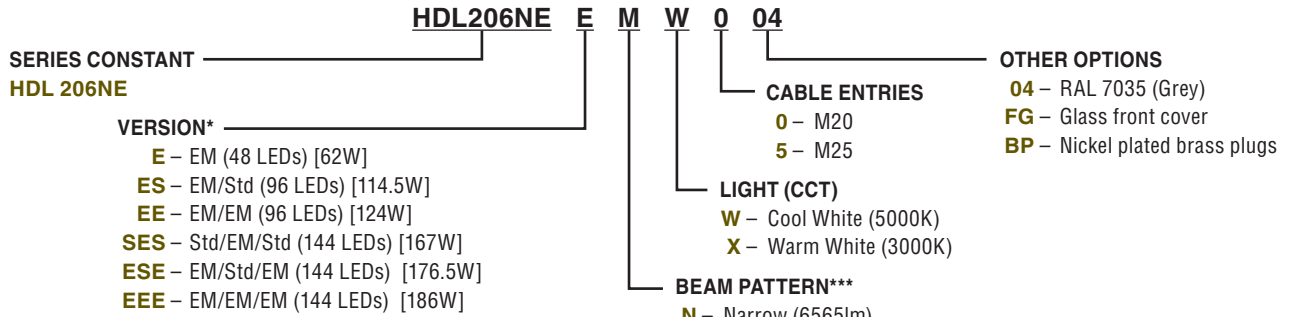 HDL206NE E M W 0 04
SERIES CONSTANT
HDL 206NE
VERSION*
E – EM (48 LEDs) [62W]
ES – EM/Std (96 LEDs) [114.5W]
EE – EM/EM (96 LEDs) [124W]
SES – Std/EM/Std (144 LEDs) [167W]
ESE – EM/Std/EM (144 LEDs) [176.5W]
EEE – EM/EM/EM (144 LEDs) [186W]
BEAM PATTERN***
N – Narrow (6565lm)
LIGHT (CCT)
W – Cool White (5000K)
X – Warm White (3000K)
CABLE ENTRIES
0 – M20
5 – M25
OTHER OPTIONS
04 – RAL 7035 (Grey)
FG – Glass front cover
BP – Nickel plated brass plugs